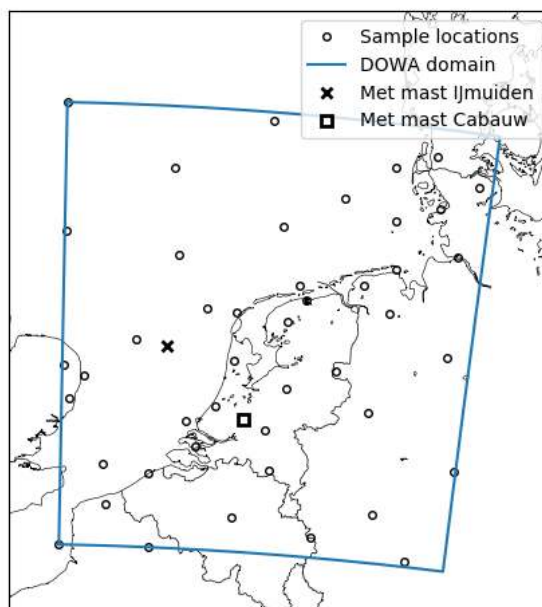 Sample locations
DOWA domain
Met mast IJmuiden
Met mast Cabauw